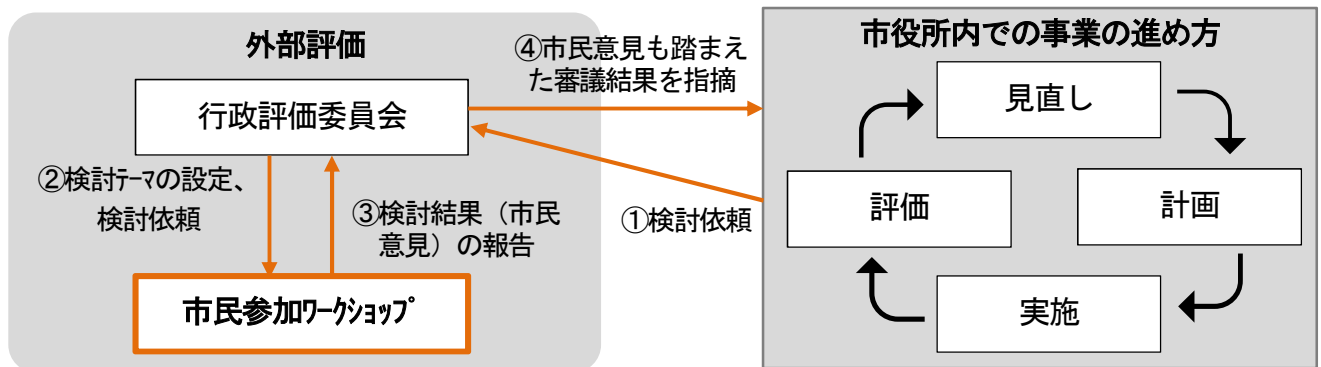 外部評価
行政評価委員会
②検討ﾃｰﾏの設定、
検討依頼
③検討結果（市民
意見）の報告
市民参加ﾜｰｸｼｮｯﾌﾟ
④市民意見も踏まえ
た審議結果を指摘
①検討依頼
市役所内での事業の進め方
見直し
評価
計画
実施